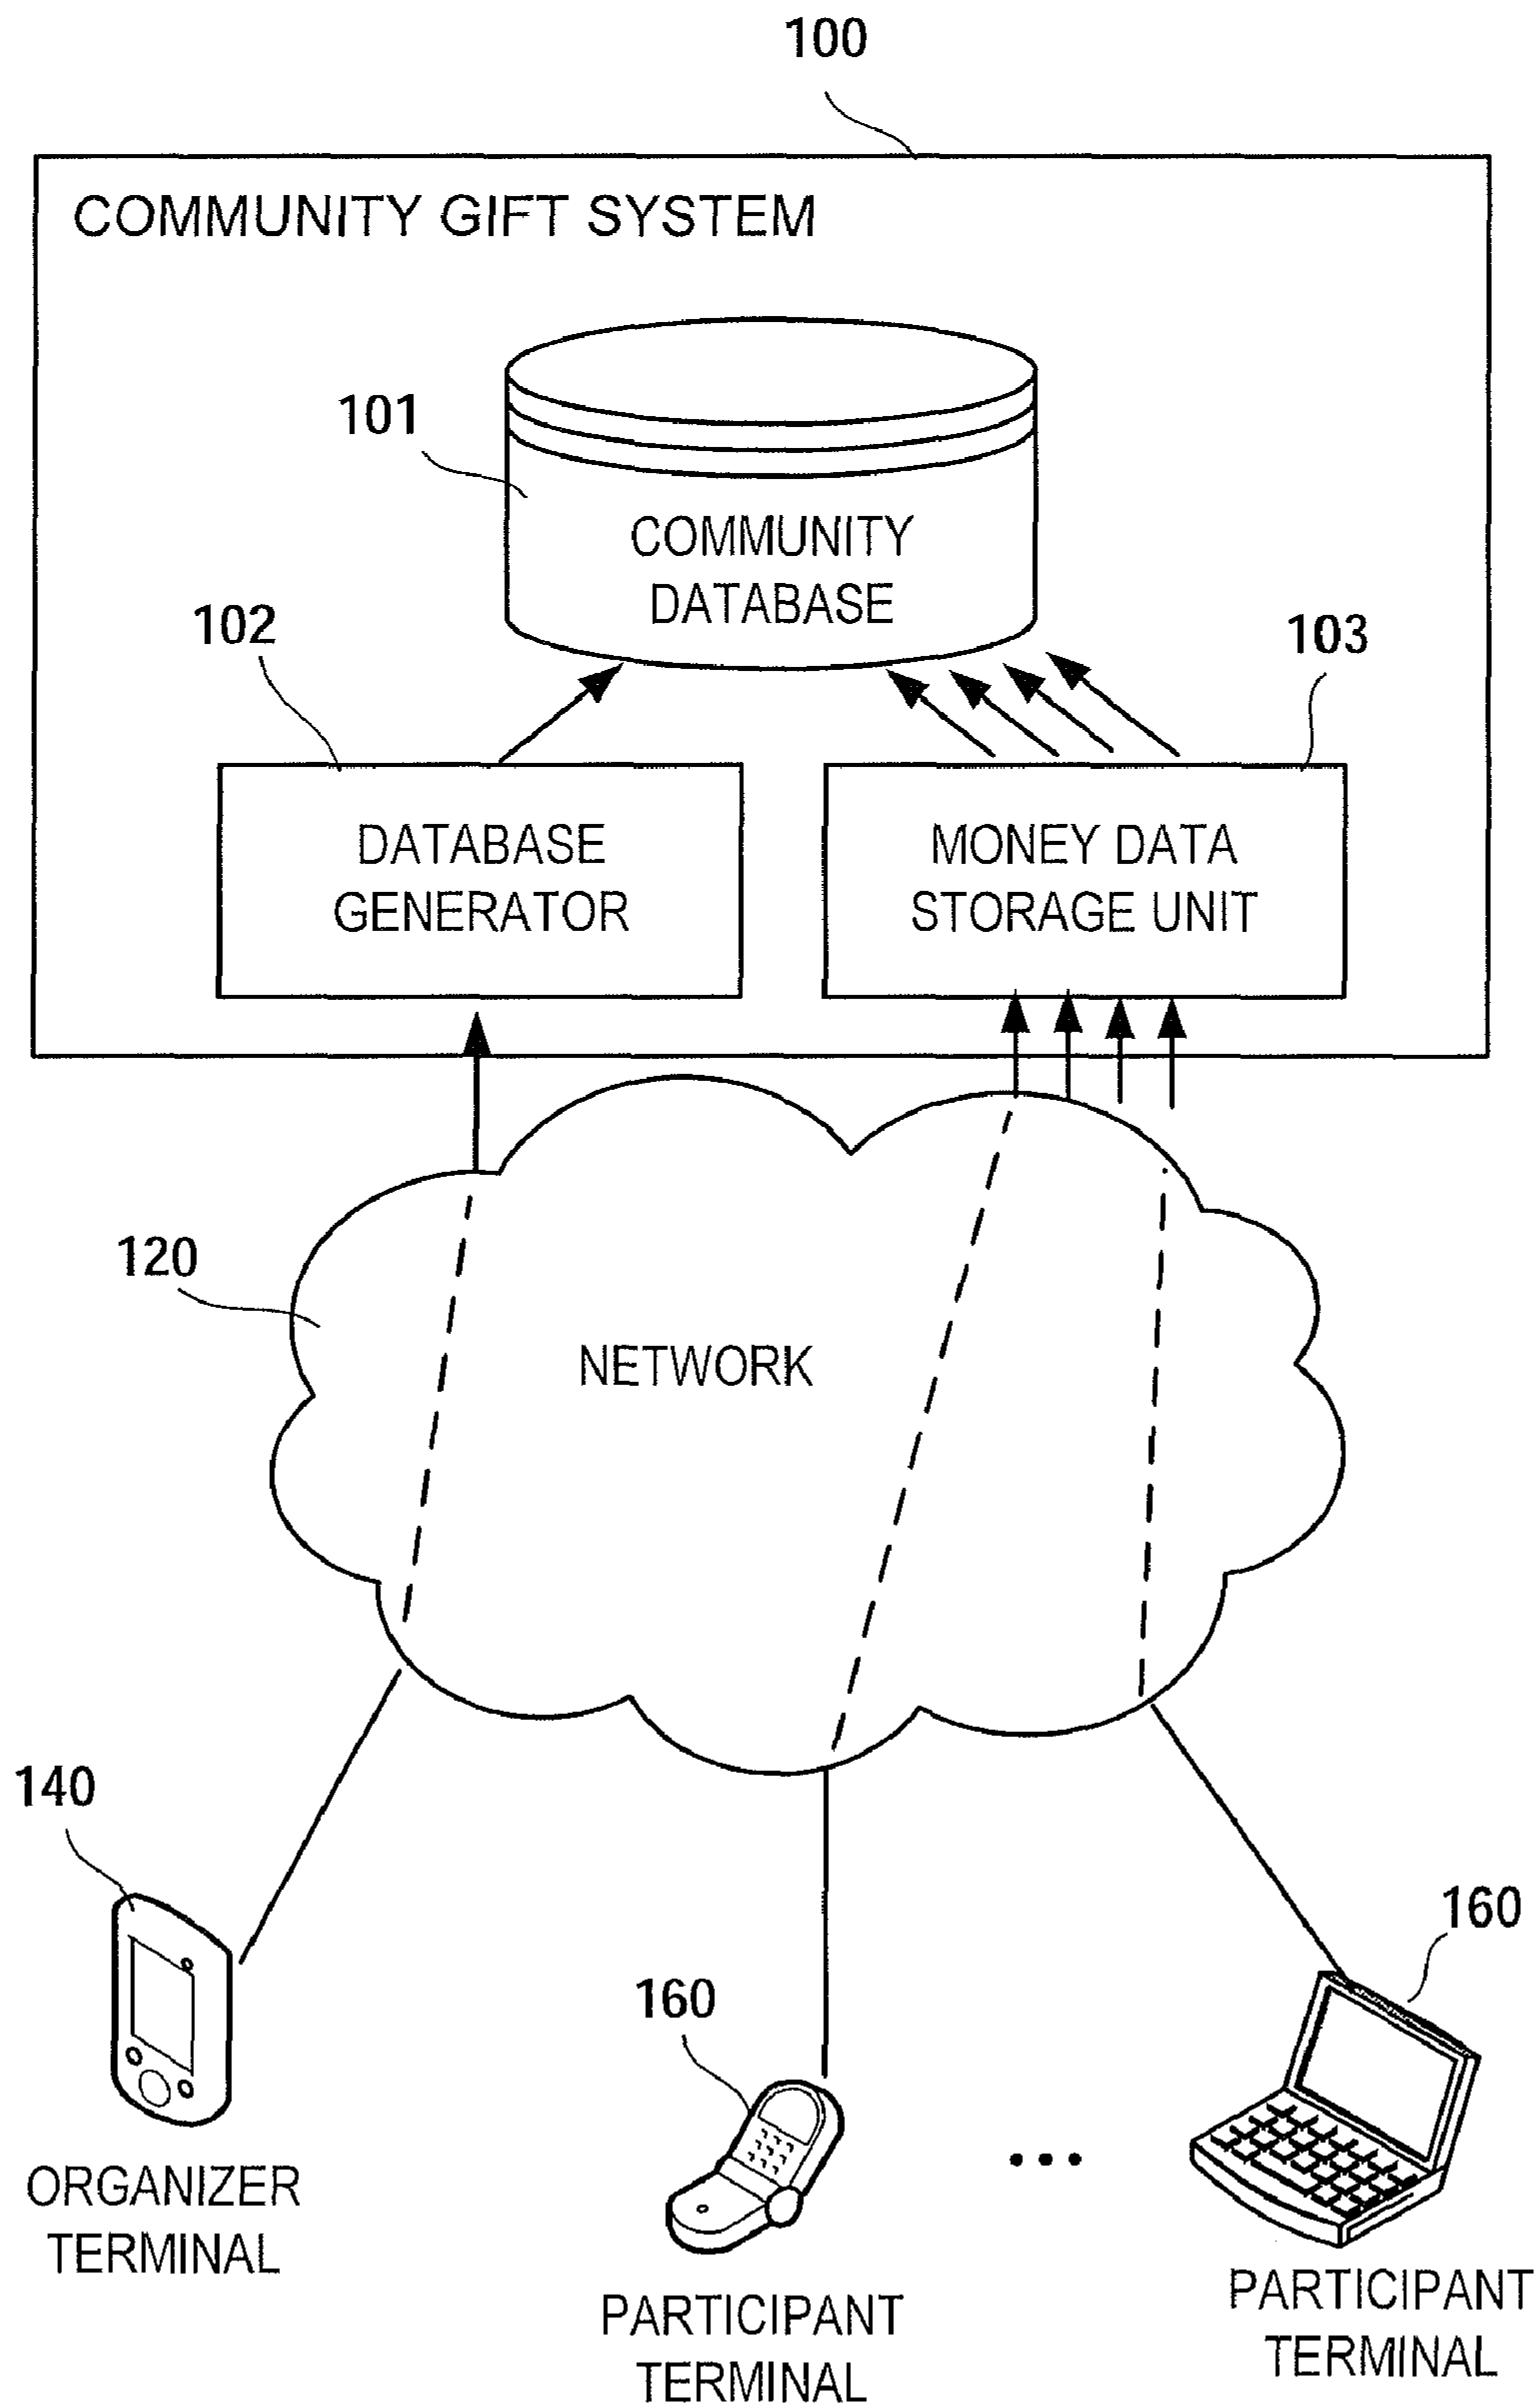 100
COMMUNITY GIFT SYSTEM
101
COMMUNITY
DATABASE
102
103
DATABASE
GENERATOR
MONEY DATA
STORAGE UNIT
120
NETWORK
140
160
160
ORGANIZER
TERMINAL
PARTICIPANT
TERMINAL
...
PARTICIPANT
TERMINAL